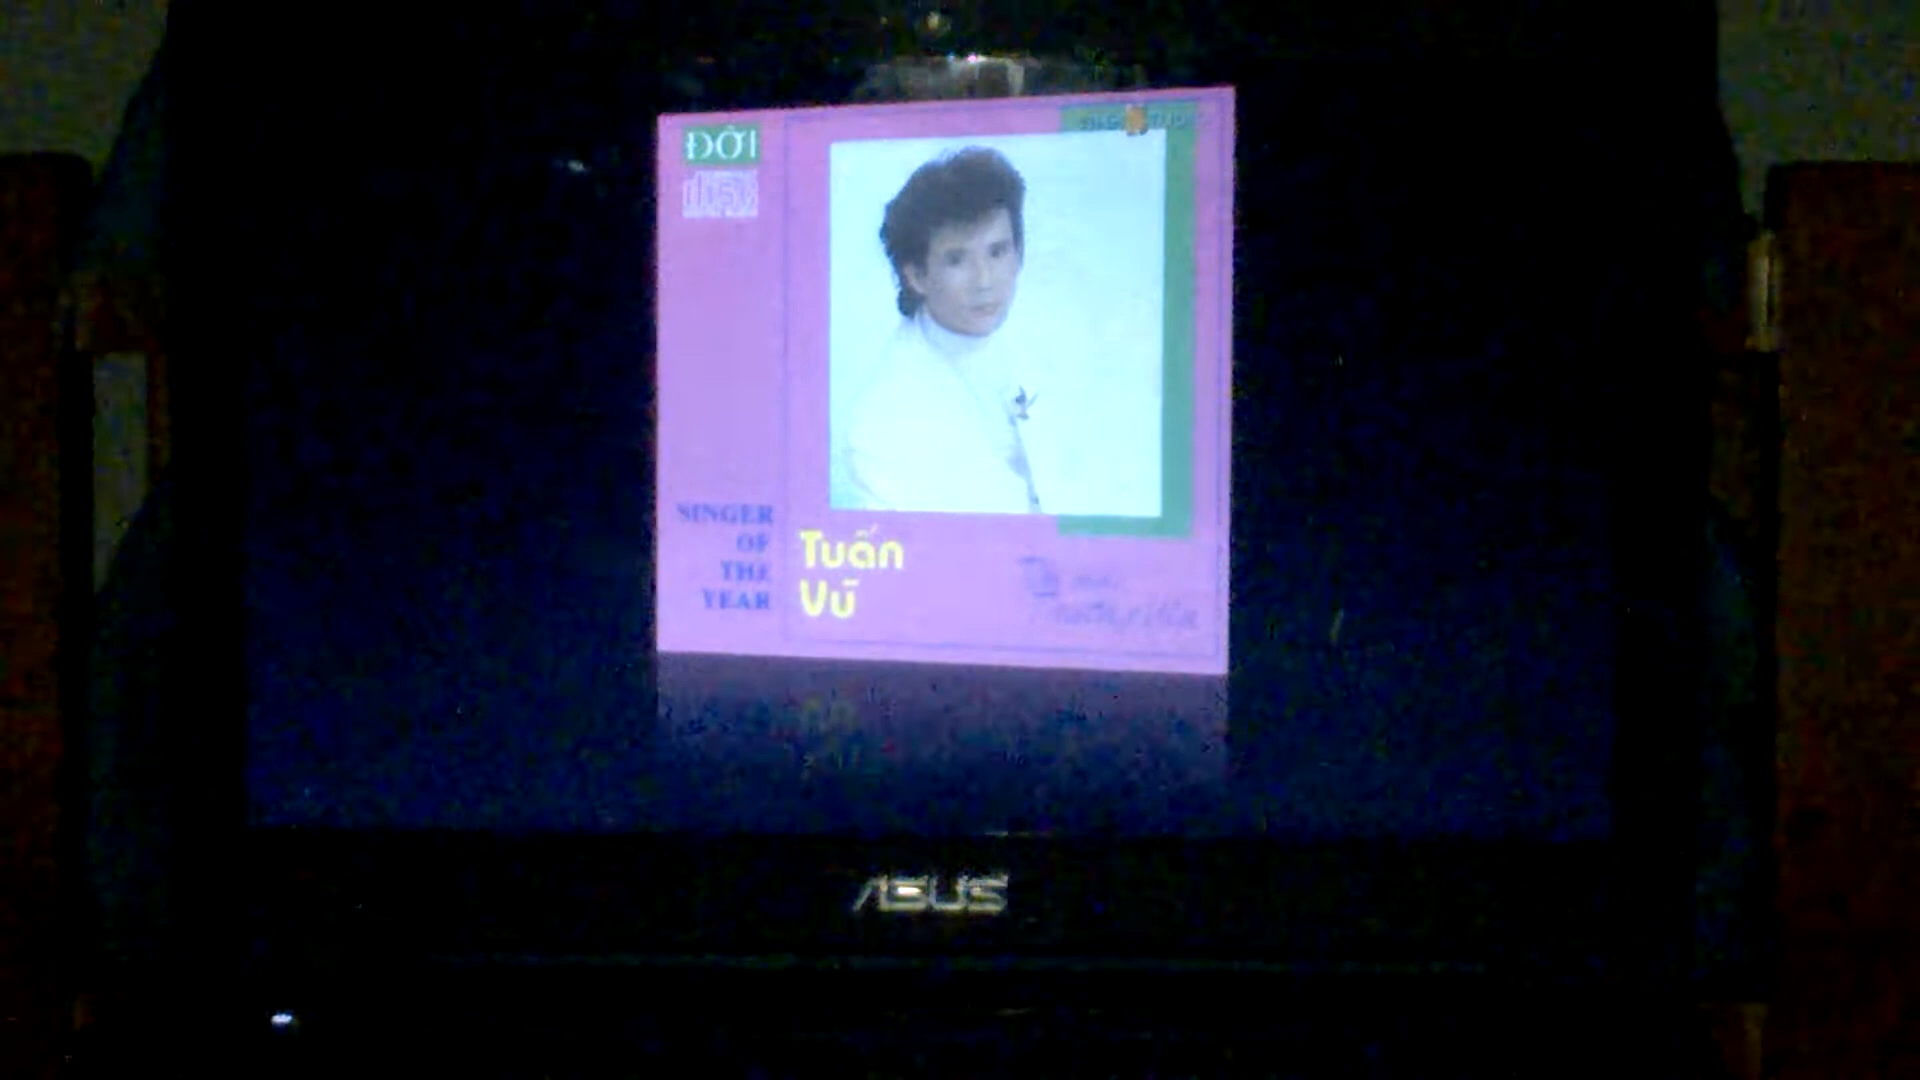 ĐỜI
SINGER
OF
THE
YEAR
Tuấn
Vũ
ASUS